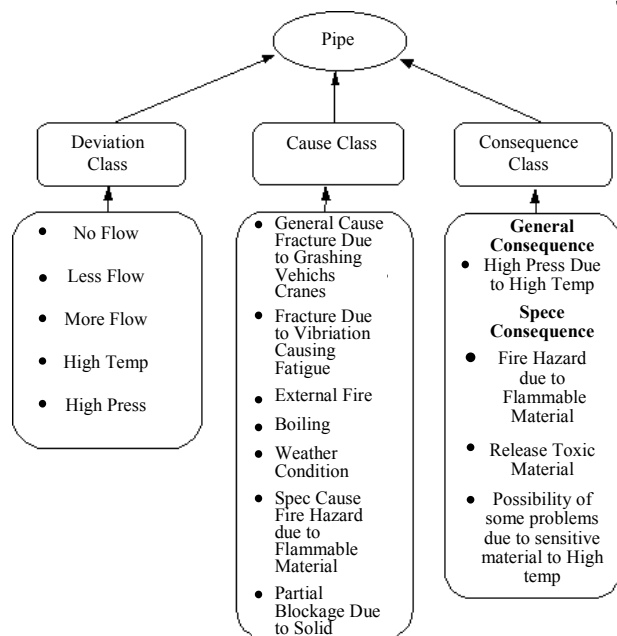 Pipe
Deviation
Class
Cause Class
Consequence
Class
• No Flow
• Less Flow
• More Flow
• High Temp
• High Press
• General Cause
Fracture Due
to Grashing
Vehichs
Cranes
• Fracture Due
to Vibriation
Causing
Fatigue
• External Fire
• Boiling
• Weather
Condition
• Spec Cause
Fire Hazard
due to
Flammable
Material
• Partial
Blockage Due
to Solid
General
Consequence
• High Press Due
to High Temp
Spece
Consequence
• Fire Hazard
due to
Flammable
Material
• Release Toxic
Material
• Possibility of
some problems
due to sensitive
material to High
temp